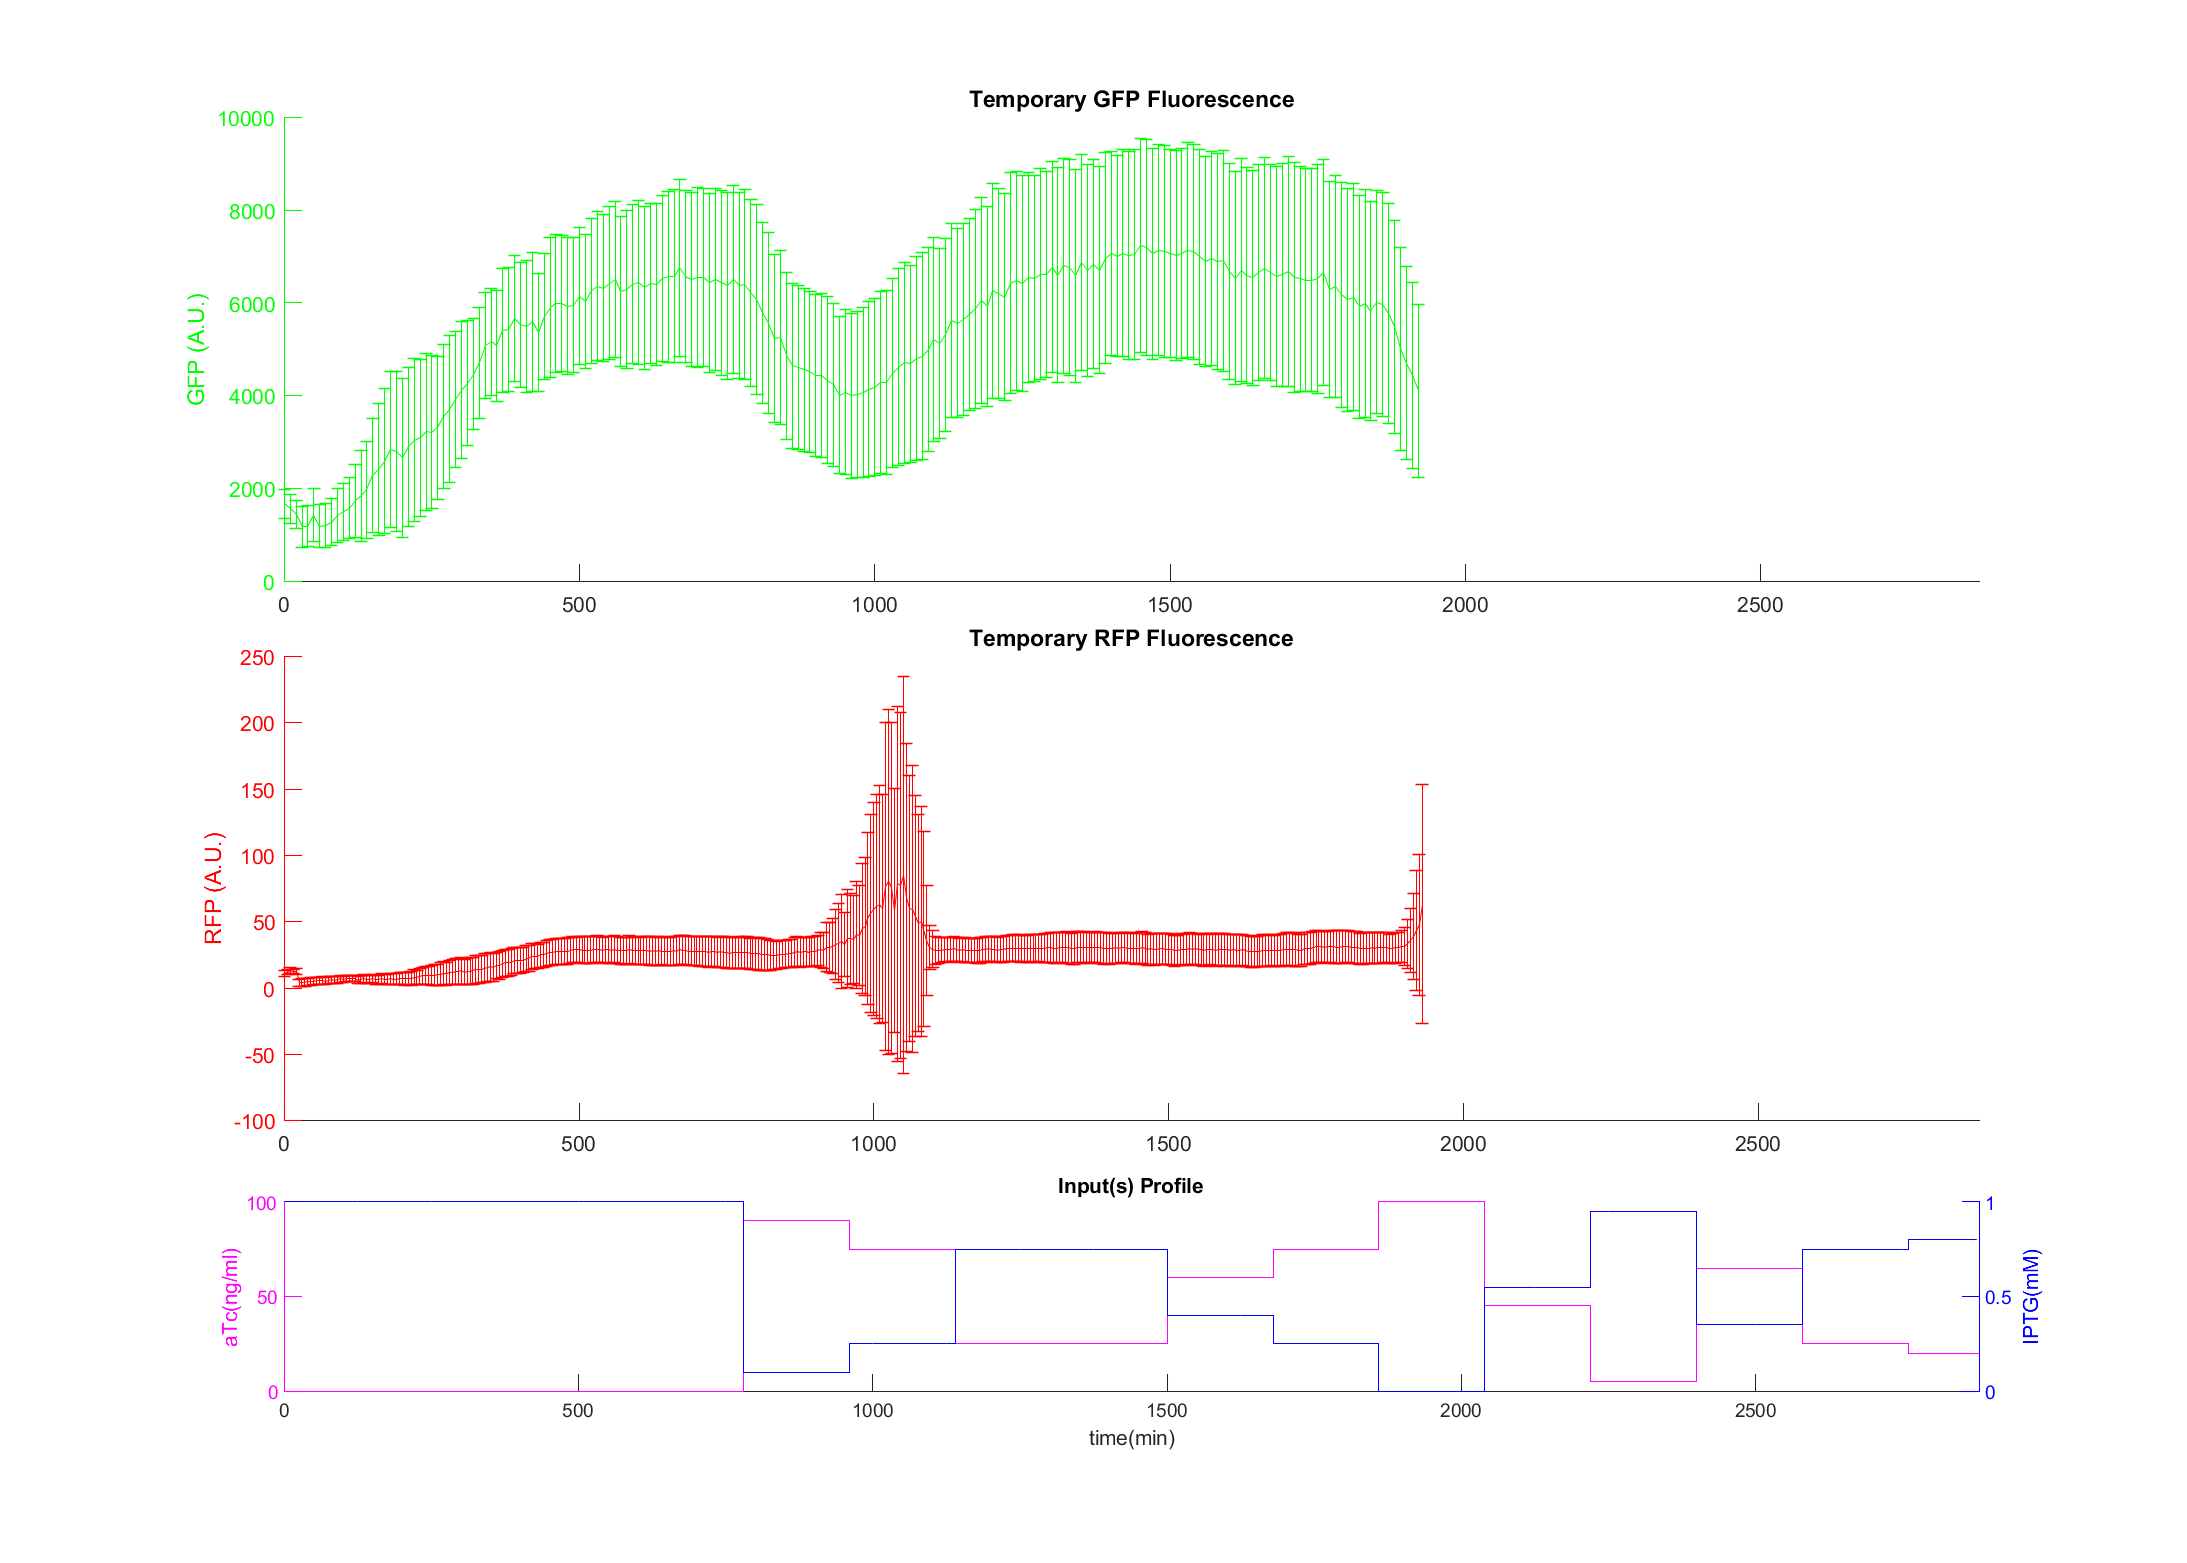 Temporary GFP Fluorescence
10000
8000
6000
4000
2000
0
GFP (A.U.)
0 500 1000 1500 2000 2500
Temporary RFP Fluorescence
250
200
150
100
50
0
-50
-100
RFP (A.U.)
0 500 1000 1500 2000 2500
Input(s) Profile
100
50
0
aTc(ng/ml)
1
0.5
0
IPTG(mM)
0 500 1000 1500 2000 2500
time(min)